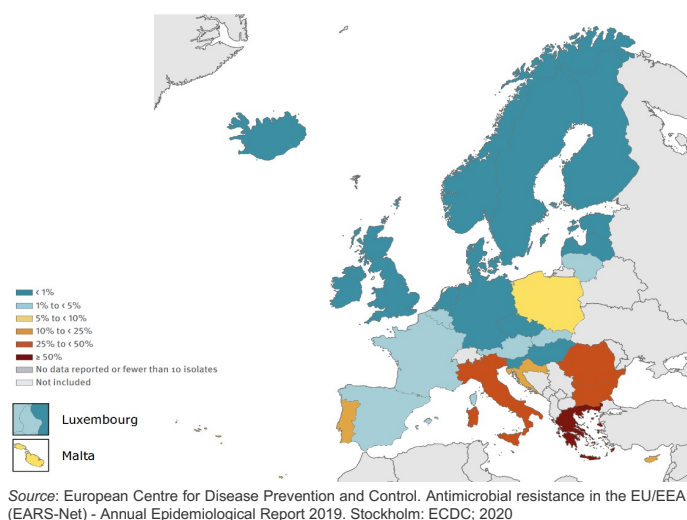 < 1%
1% to < 5%
5% to < 10%
10% to < 25%
25% to < 50%
≥ 50%
No data reported or fewer than 10 isolates
Not included
Luxembourg
Malta
Source: European Centre for Disease Prevention and Control. Antimicrobial resistance in the EU/EEA
(EARS-Net) - Annual Epidemiological Report 2019. Stockholm: ECDC; 2020